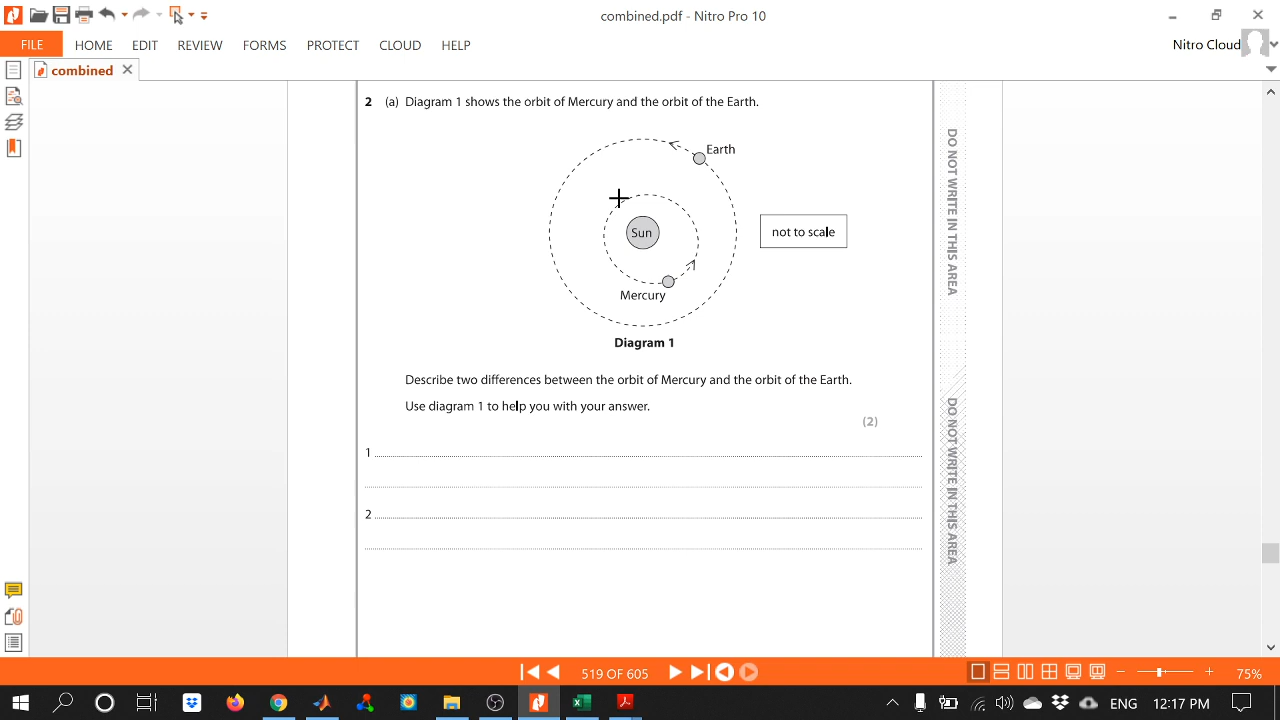 combined.pdf - Nitro Pro 10
FILE HOME EDIT REVIEW FORMS PROTECT CLOUD HELP
Nitro Cloud
combined
2 (a) Diagram 1 shows the orbit of Mercury and the orbit of the Earth.
Earth
Sun
not to scale
Mercury
Diagram 1
Describe two differences between the orbit of Mercury and the orbit of the Earth.
Use diagram 1 to help you with your answer.
(2)
1
2
DO NOT WRITE IN THIS AREA
DO NOT WRITE IN THIS AREA
519 OF 605
75%
ENG 12:17 PM